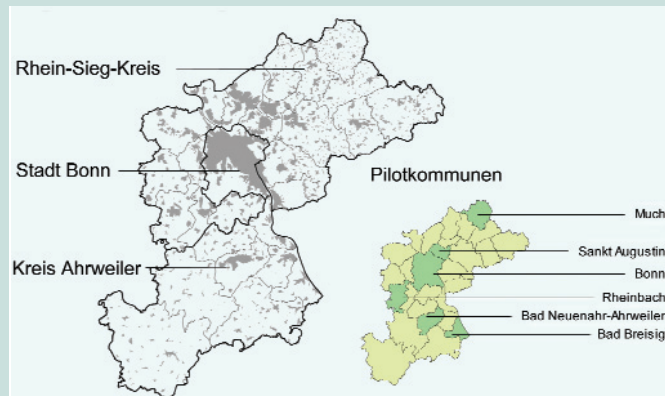 Rhein-Sieg-Kreis
Stadt Bonn
Kreis Ahrweiler
Pilotkommunen
Much
Sankt Augustin
Bonn
Rheinbach
Bad Neuenahr-Ahrweiler
Bad Breisig